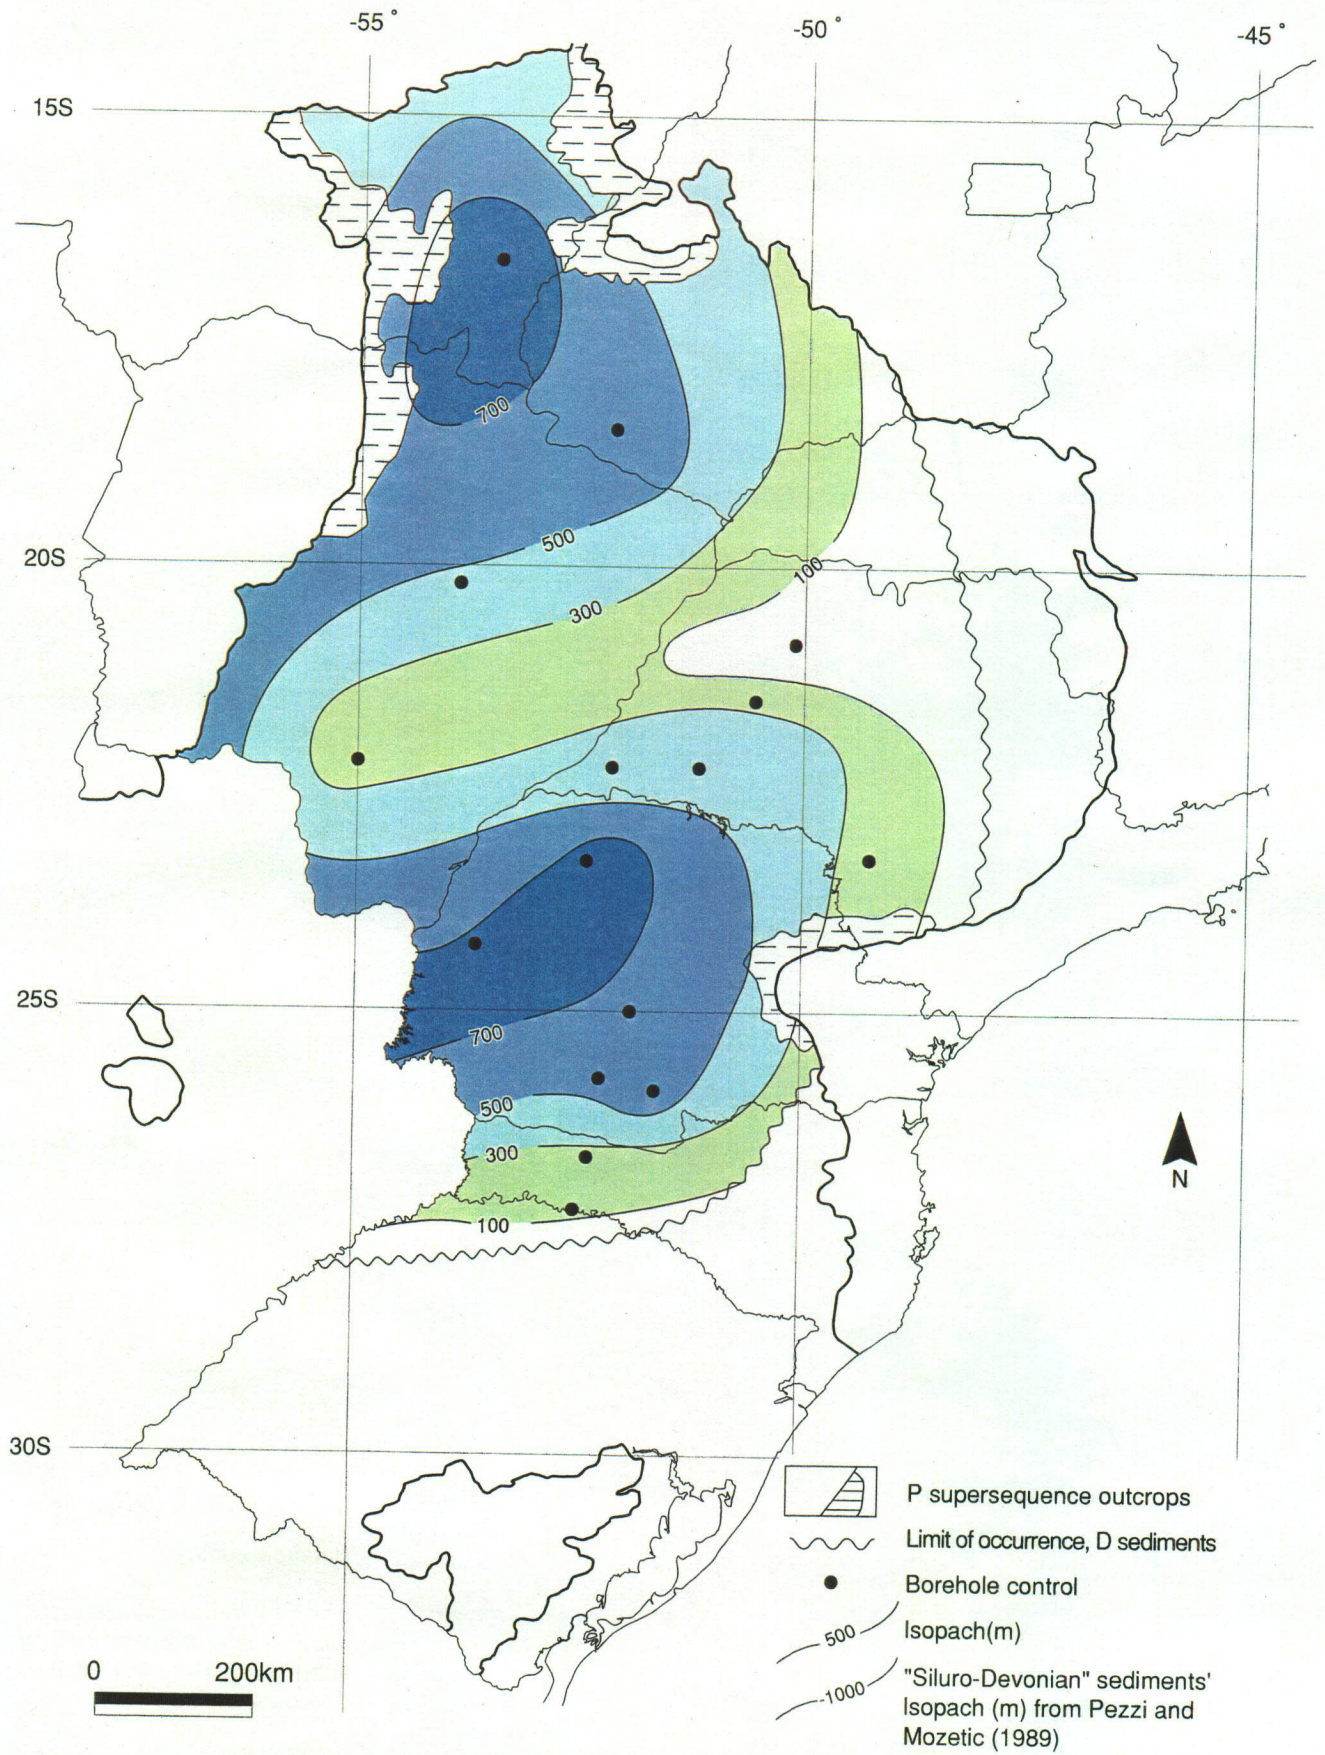 -55 °
-50 °
-45 °
15S
700
20S
500
100
300
25S
700
500
300
N
100
30S
P supersequence outcrops
Limit of occurrence, D sediments
Borehole control
500
Isopach(m)
0 200km
-1000
"Siluro-Devonian" sediments'
Isopach (m) from Pezzi and
Mozetic (1989)